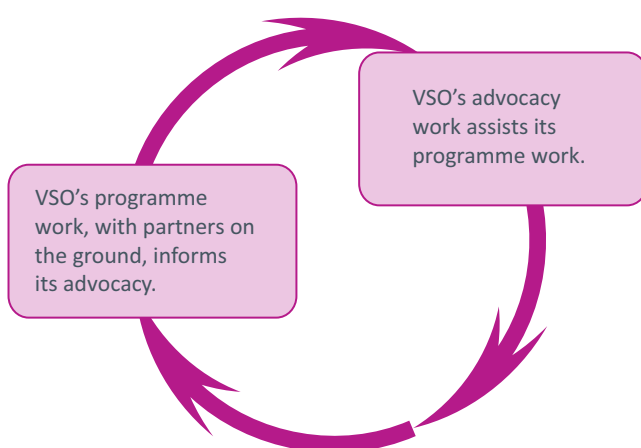 VSO’s advocacy
work assists its
programme work.
VSO’s programme
work, with partners on
the ground, informs
its advocacy.